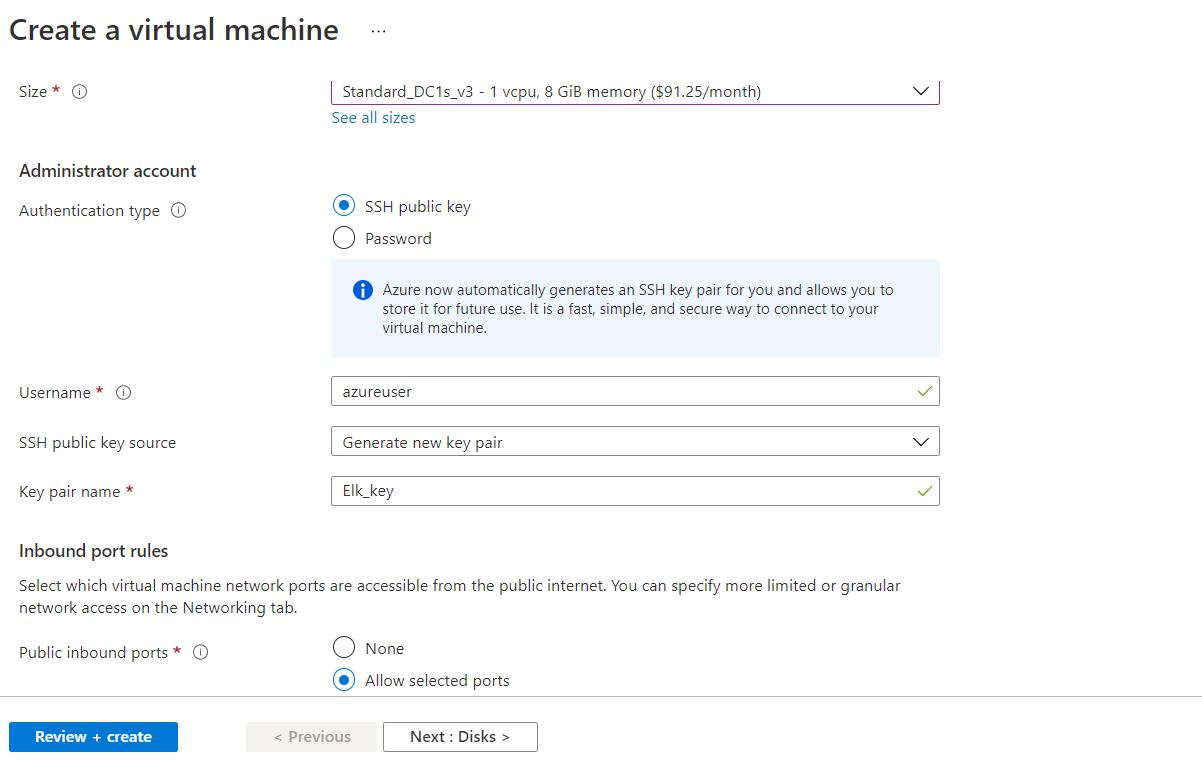 Create a virtual machine ...
Size *
Standard_DC1s_v3 - 1 vcpu, 8 GiB memory ($91.25/month)
See all sizes
Administrator account
Authentication type
SSH public key
Password
Azure now automatically generates an SSH key pair for you and allows you to
store it for future use. It is a fast, simple, and secure way to connect to your
virtual machine.
Username *
azureuser
SSH public key source
Generate new key pair
Key pair name *
Elk_key
Inbound port rules
Select which virtual machine network ports are accessible from the public internet. You can specify more limited or granular
network access on the Networking tab.
Public inbound ports *
None
Allow selected ports
Review + create
< Previous
Next : Disks >